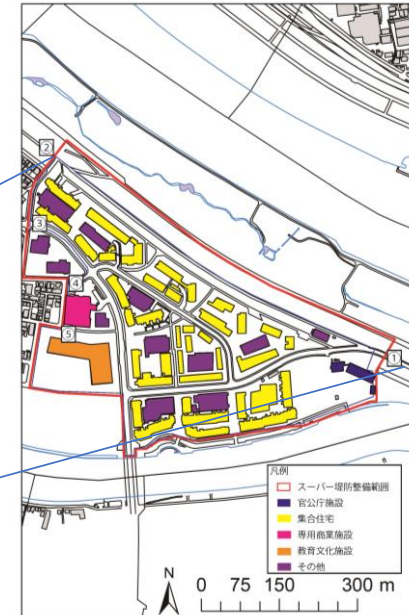 2
3
4
5
1
凡例
スーパー堤防整備範囲
官公庁施設
集合住宅
専用商業施設
教育文化施設
その他
N
0 75 150 300 m